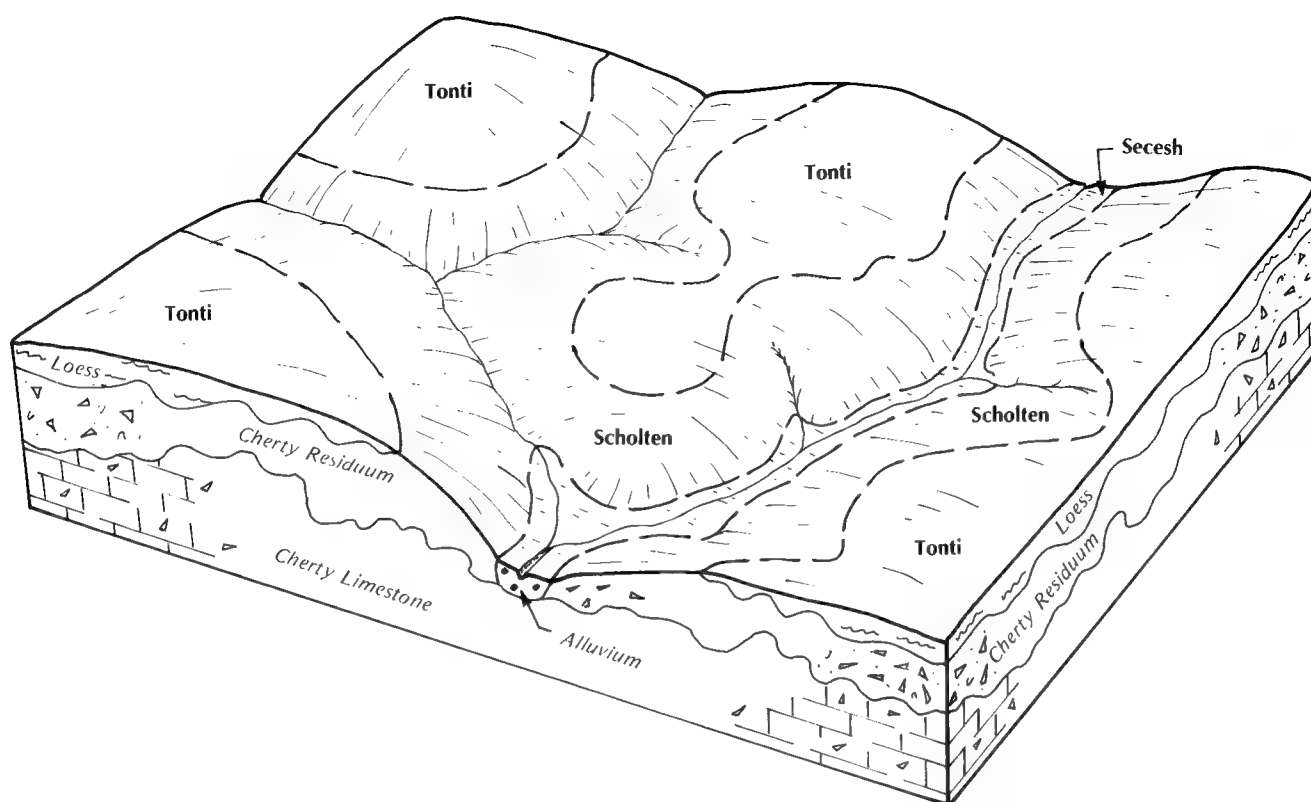 Tonti
Secesh
Tonti
Tonti
Loess
Cherty Residuum
Scholten
Scholten
Loess
Tonti
Cherty Residuum
Cherty Limestone
Alluvium